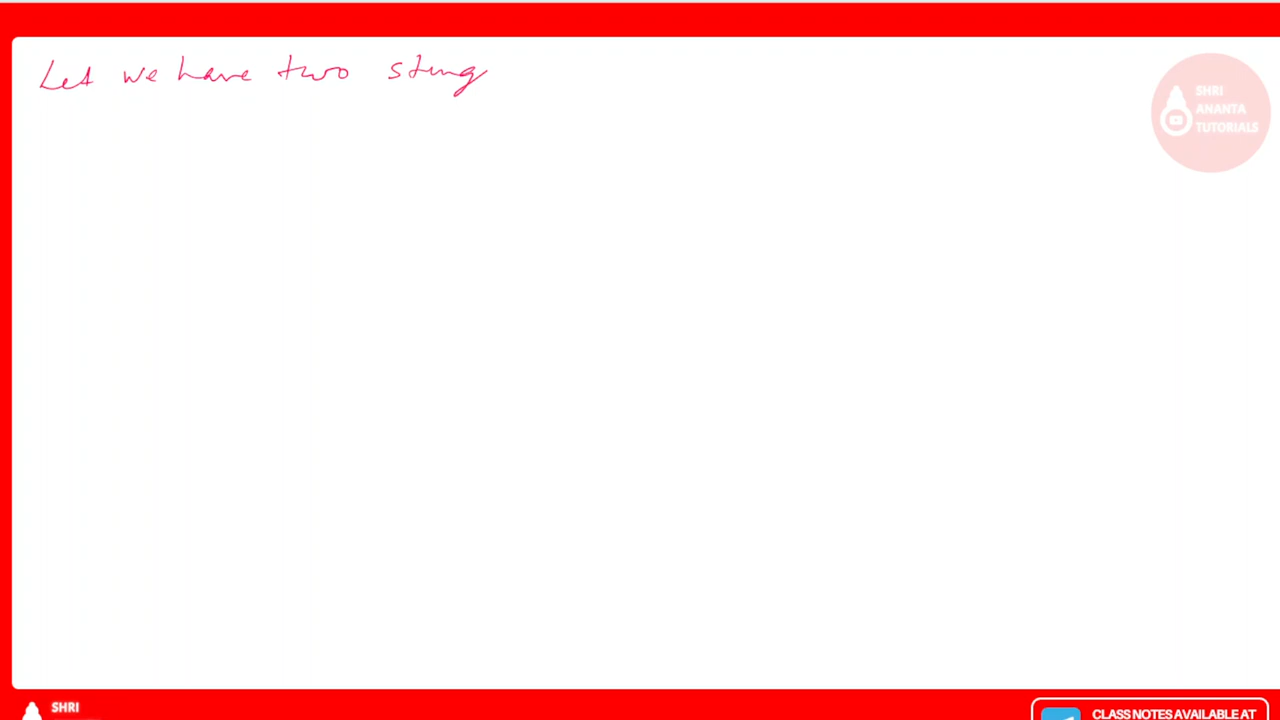 Let we have two string
SHRI
ANANTA
TUTORIALS
SHRI
CLASS NOTES AVAILABLE AT